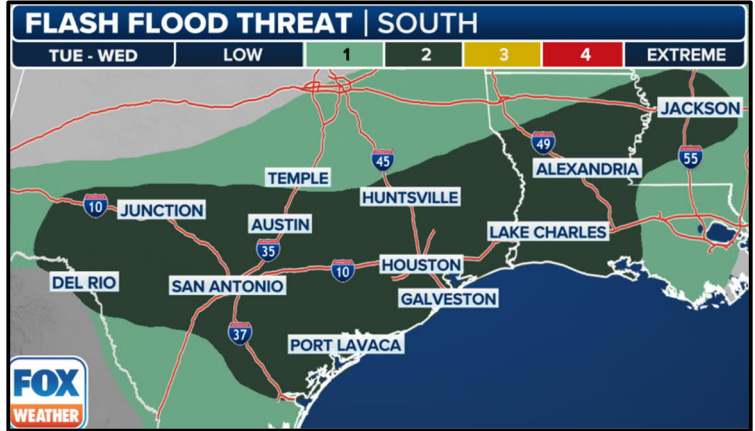 FLASH FLOOD THREAT | SOUTH
TUE - WED LOW 1 2 3 4 EXTREME
JACKSON
49
45
55
ALEXANDRIA
TEMPLE
HUNTSVILLE
10
JUNCTION
AUSTIN
LAKE CHARLES
35
HOUSTON
10
DEL RIO
SAN ANTONIO
GALVESTON
37
PORT LAVACA
FOX
WEATHER